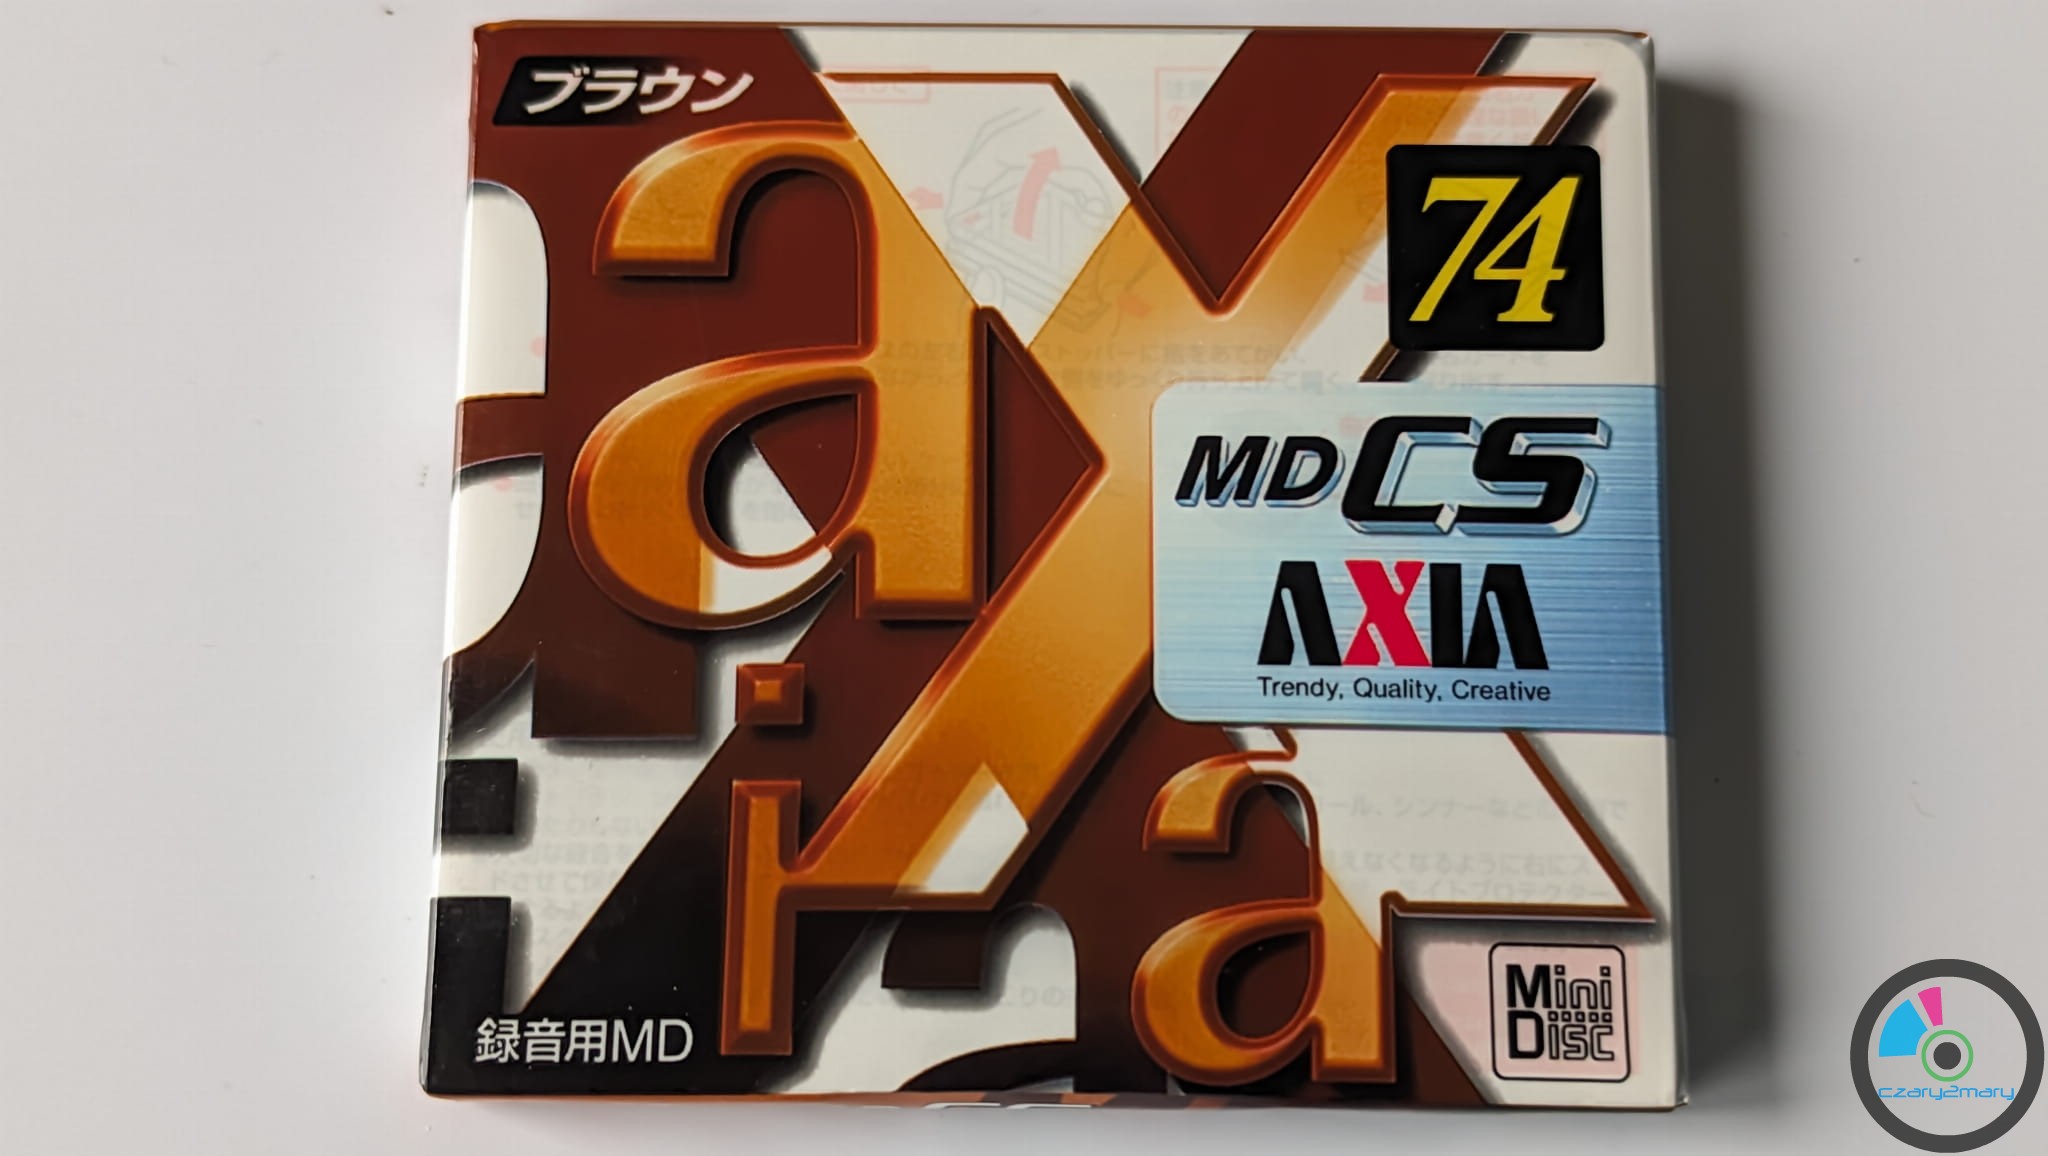 ブラウン
axia
74
MD CS
AXIA
Trendy, Quality, Creative
録音用MD
Mini
Disc
czary2mary